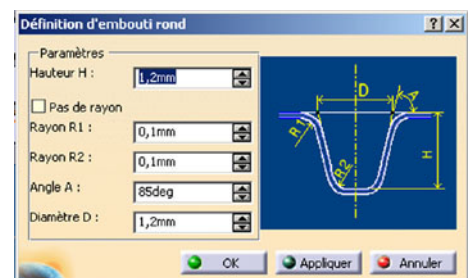 Définition d'embouti rond
Paramètres
Hauteur H : 1,2mm
Pas de rayon
Rayon R1 : 0,1mm
Rayon R2 : 0,1mm
Angle A : 85deg
Diamètre D : 1,2mm
D
A
R1
R2
H
OK Appliquer Annuler